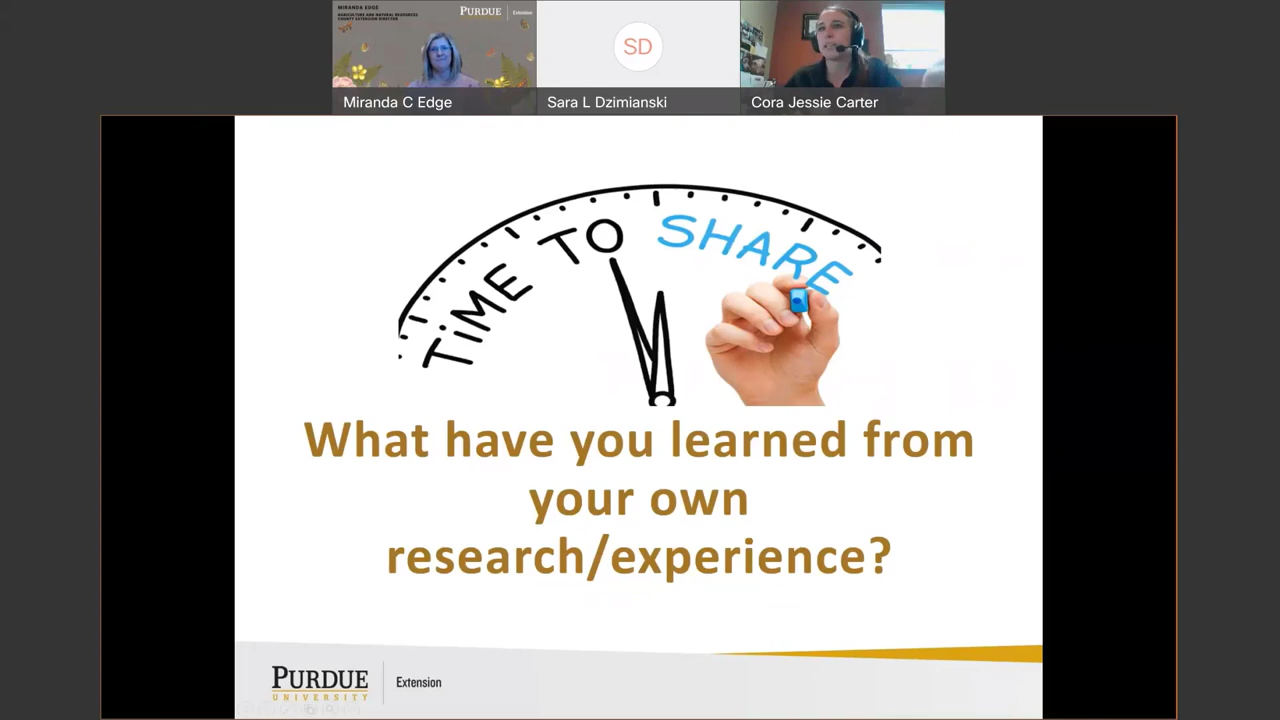 MIRANDA EDGE
AGRICULTURE AND NATURAL RESOURCES
COUNTY EXTENSION DIRECTOR
PURDUE Extension
SD
Miranda C Edge
Sara L Dzimianski
Cora Jessie Carter
TiME TO SHARE
What have you learned from
your own
research/experience?
PURDUE
UNIVERSITY
Extension